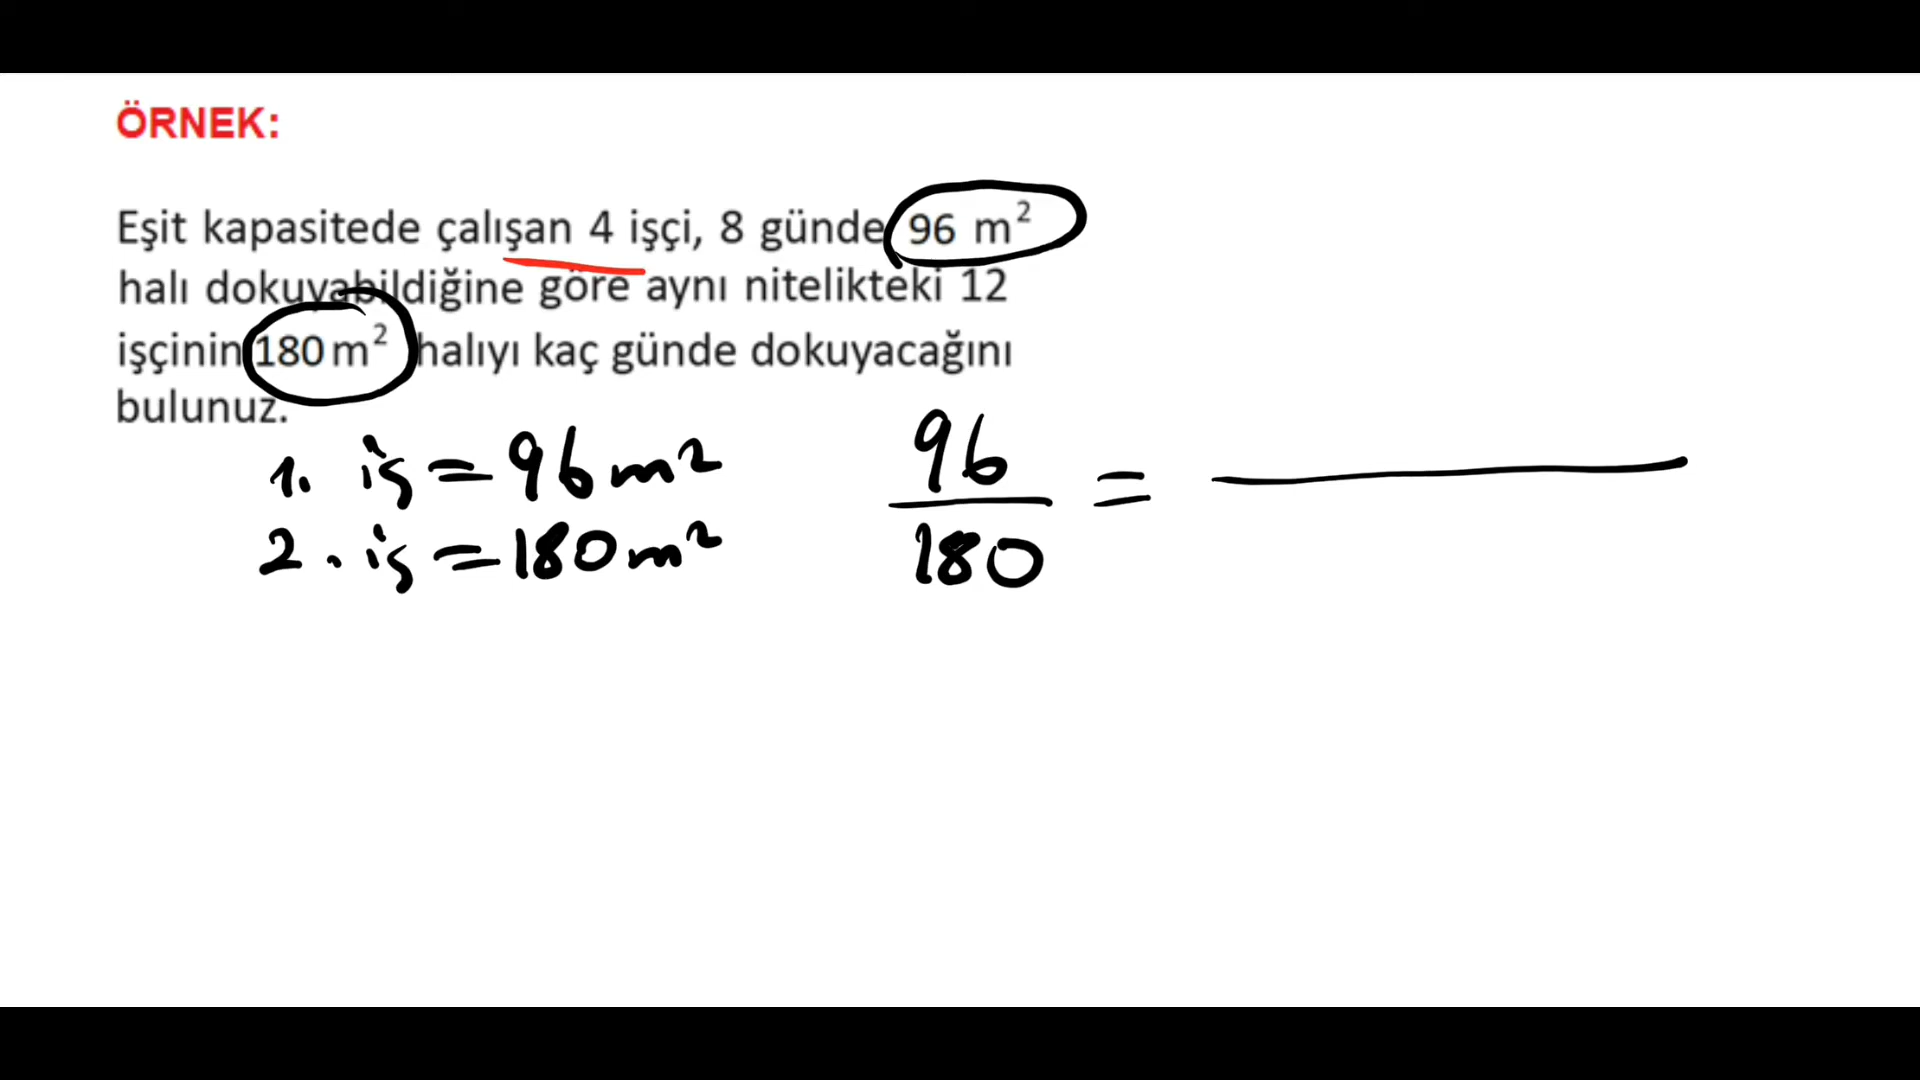 ÖRNEK:
Eşit kapasitede çalışan 4 işçi, 8 günde 96 m²
halı dokuyabildiğine göre aynı nitelikteki 12
işçinin 180 m² halıyı kaç günde dokuyacağını
bulunuz.
1. iş = 96 m²
2. iş = 180 m²
96
=
180